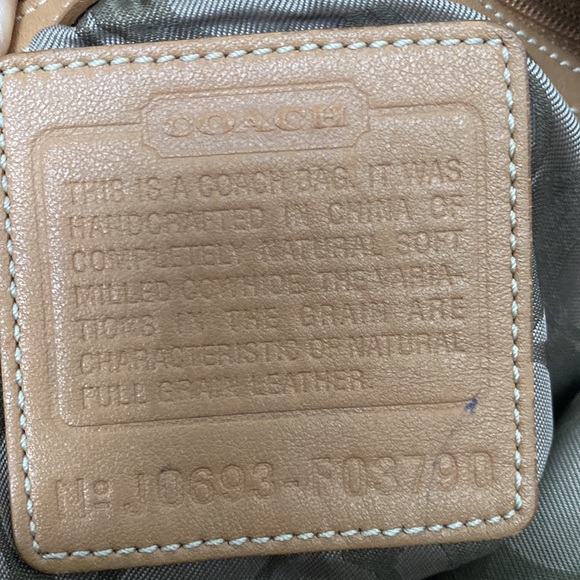 COACH
THIS IS A COACH BAG. IT WAS
HANDCRAFTED IN CHINA OF
COMPLETELY NATURAL SOFT
MILLED COWHIDE. THE VARIA-
TIONS IN THE GRAIN ARE
CHARACTERISTIC OF NATURAL
FULL GRAIN LEATHER.
No J0693-F03790